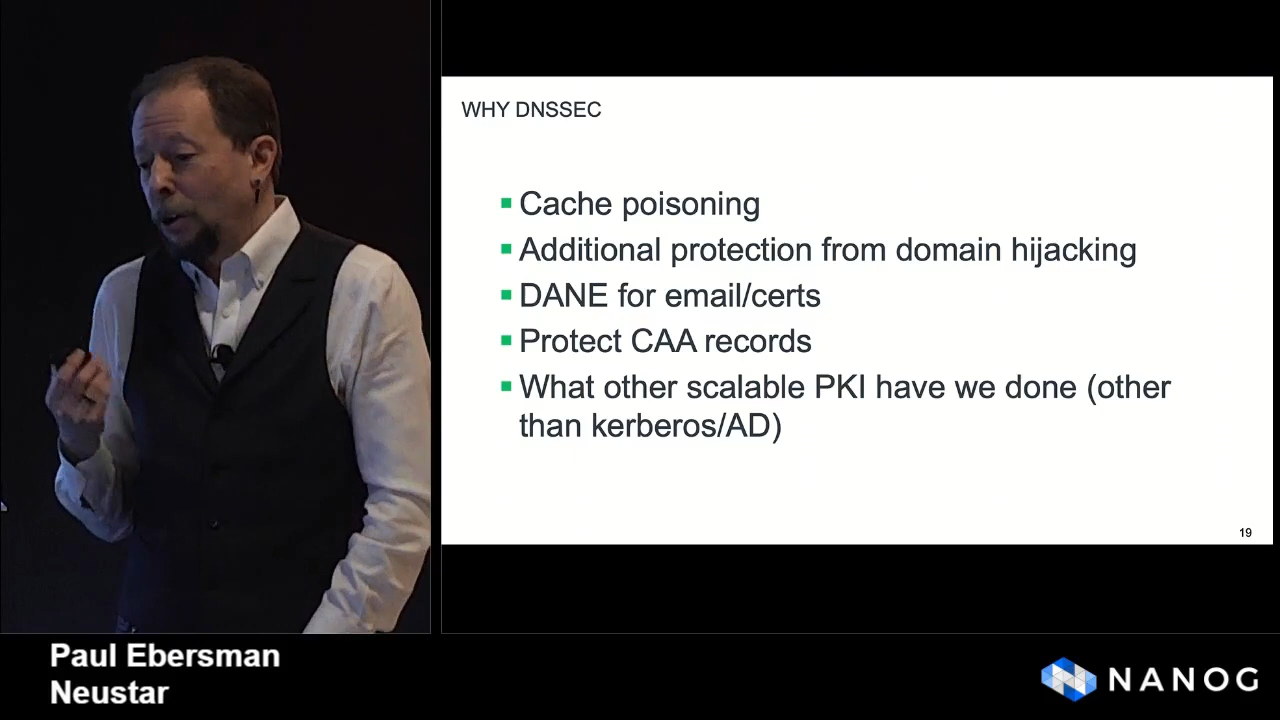 WHY DNSSEC
Cache poisoning
Additional protection from domain hijacking
DANE for email/certs
Protect CAA records
What other scalable PKI have we done (other
than kerberos/AD)
19
Paul Ebersman
Neustar
NANOG